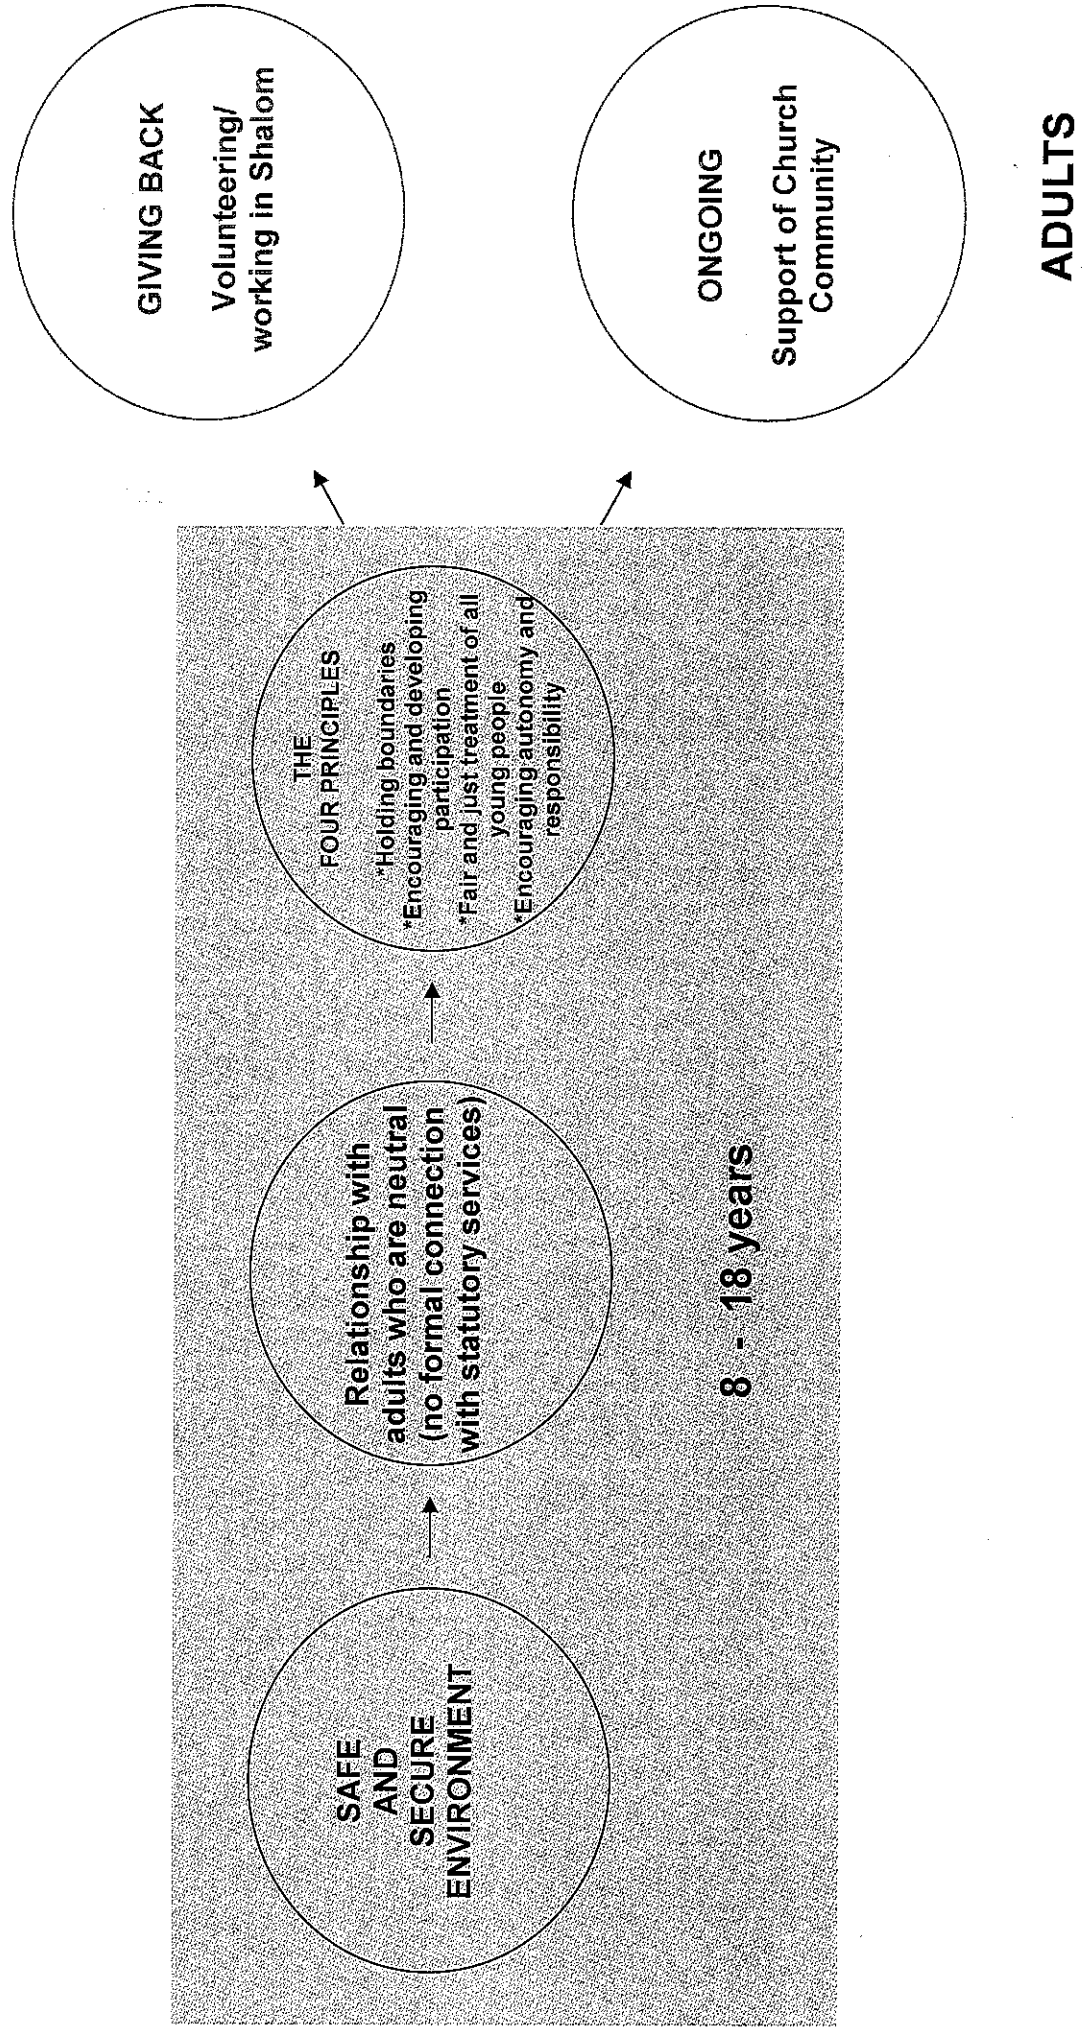 SAFE
AND
SECURE
ENVIRONMENT
Relationship with
adults who are neutral
(no formal connection
with statutory services)
THE
FOUR PRINCIPLES
*Holding boundaries
*Encouraging and developing
participation
*Fair and just treatment of all
young people
*Encouraging autonomy and
responsibility
8 - 18 years
GIVING BACK
Volunteering/
working in Shalom
ONGOING
Support of Church
Community
ADULTS